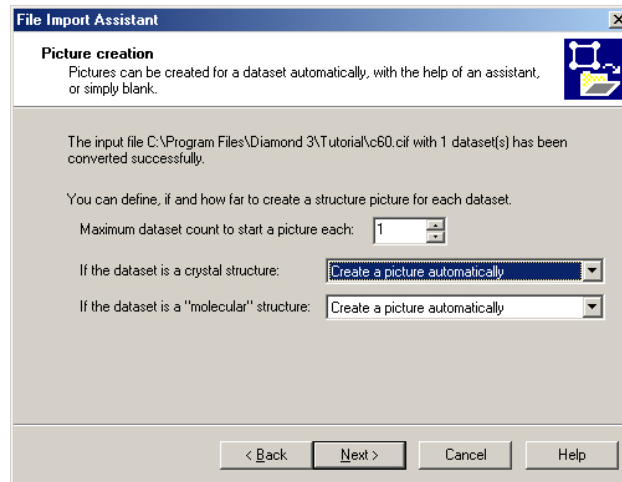 File Import Assistant
Picture creation
Pictures can be created for a dataset automatically, with the help of an assistant,
or simply blank.
The input file C:\Program Files\Diamond 3\Tutorial\c60.cif with 1 dataset(s) has been
converted successfully.
You can define, if and how far to create a structure picture for each dataset.
Maximum dataset count to start a picture each: 1
If the dataset is a crystal structure: Create a picture automatically
If the dataset is a "molecular" structure: Create a picture automatically
< Back Next > Cancel Help